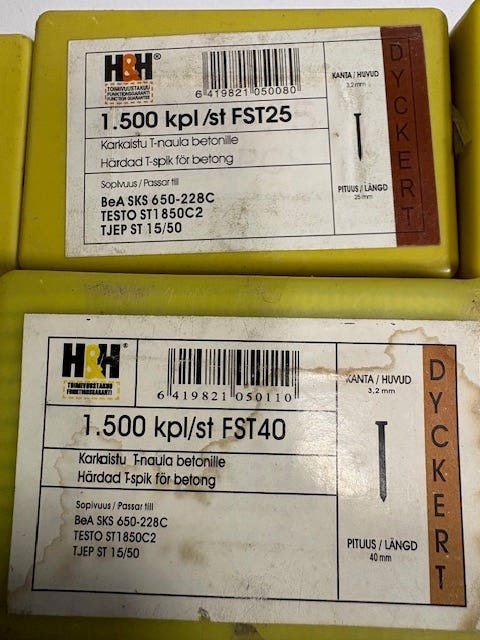 H&H®
TOIMIVUUSTAKUU
FUNKTIONSGARANTI
FUNCTION GUARANTEE
6 419821 050080
1.500 kpl/st FST25
Karkaistu T-naula betonille
Härdad T-spik för betong
Sopivuus / Passar till
BeA SKS 650-228C
TESTO ST1850C2
TJEP ST 15/50
KANTA / HUVUD
3,2 mm
PITUUS / LÄNGD
25 mm
DYCKERT
H&H®
TOIMIVUUSTAKUU
FUNKTIONSGARANTI
6 419821 050110
1.500 kpl/st FST40
Karkaistu T-naula betonille
Härdad T-spik för betong
Sopivuus / Passar till
BeA SKS 650-228C
TESTO ST1850C2
TJEP ST 15/50
KANTA / HUVUD
3,2 mm
PITUUS / LÄNGD
40 mm
DYCKERT